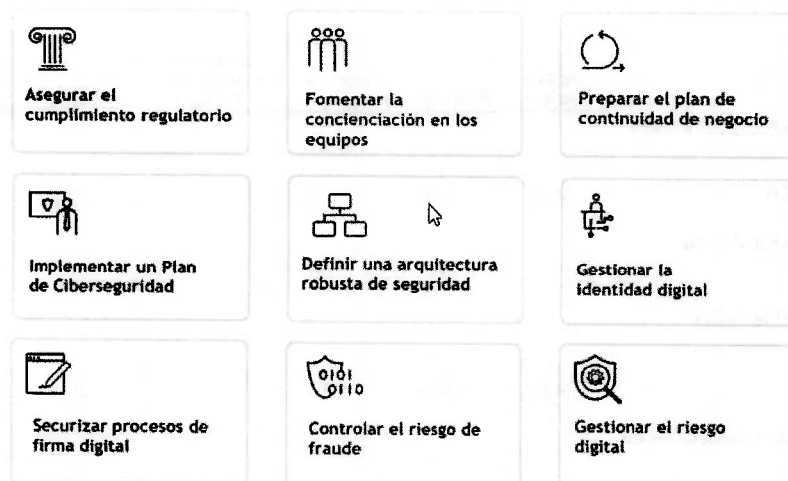 Asegurar el
cumplimiento regulatorio
Fomentar la
concienciación en los
equipos
Preparar el plan de
continuidad de negocio
Implementar un Plan
de Ciberseguridad
Definir una arquitectura
robusta de seguridad
Gestionar la
identidad digital
Securizar procesos de
firma digital
0101
0110
Controlar el riesgo de
fraude
Gestionar el riesgo
digital